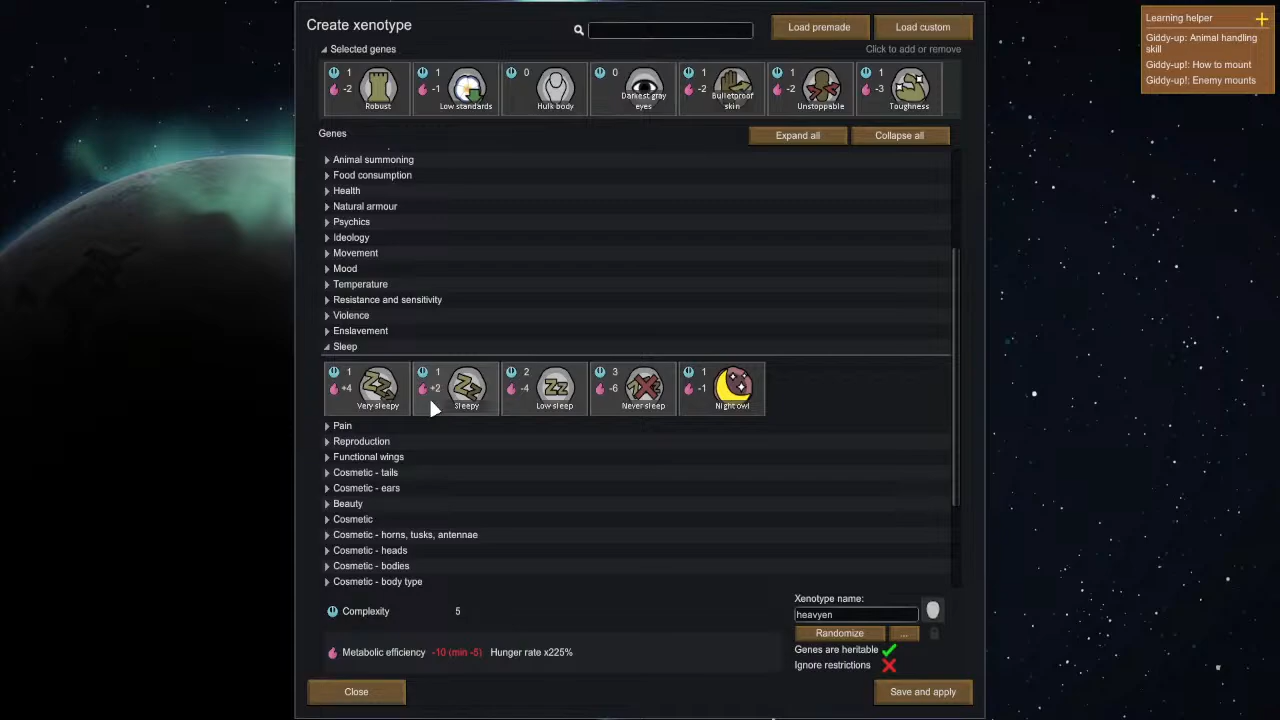 Create xenotype
Load premade
Load custom
Selected genes
Click to add or remove
1
-2
Robust
1
-1
Low standards
0
Hulk body
0
Darkest gray
eyes
1
-2
Bulletproof
skin
1
-2
Unstoppable
1
-3
Toughness
Genes
Expand all
Collapse all
Animal summoning
Food consumption
Health
Natural armour
Psychics
Ideology
Movement
Mood
Temperature
Resistance and sensitivity
Violence
Enslavement
Sleep
1
+4
Very sleepy
1
+2
Sleepy
2
-4
Low sleep
3
-6
Never sleep
1
-1
Night owl
Pain
Reproduction
Functional wings
Cosmetic - tails
Cosmetic - ears
Beauty
Cosmetic
Cosmetic - horns, tusks, antennae
Cosmetic - heads
Cosmetic - bodies
Cosmetic - body type
Complexity 5
Metabolic efficiency -10 (min -5) Hunger rate x225%
Xenotype name:
heavyen
Randomize
...
Genes are heritable
Ignore restrictions
Close
Save and apply
Learning helper
Giddy-up: Animal handling
skill
Giddy-up!: How to mount
Giddy-up!: Enemy mounts